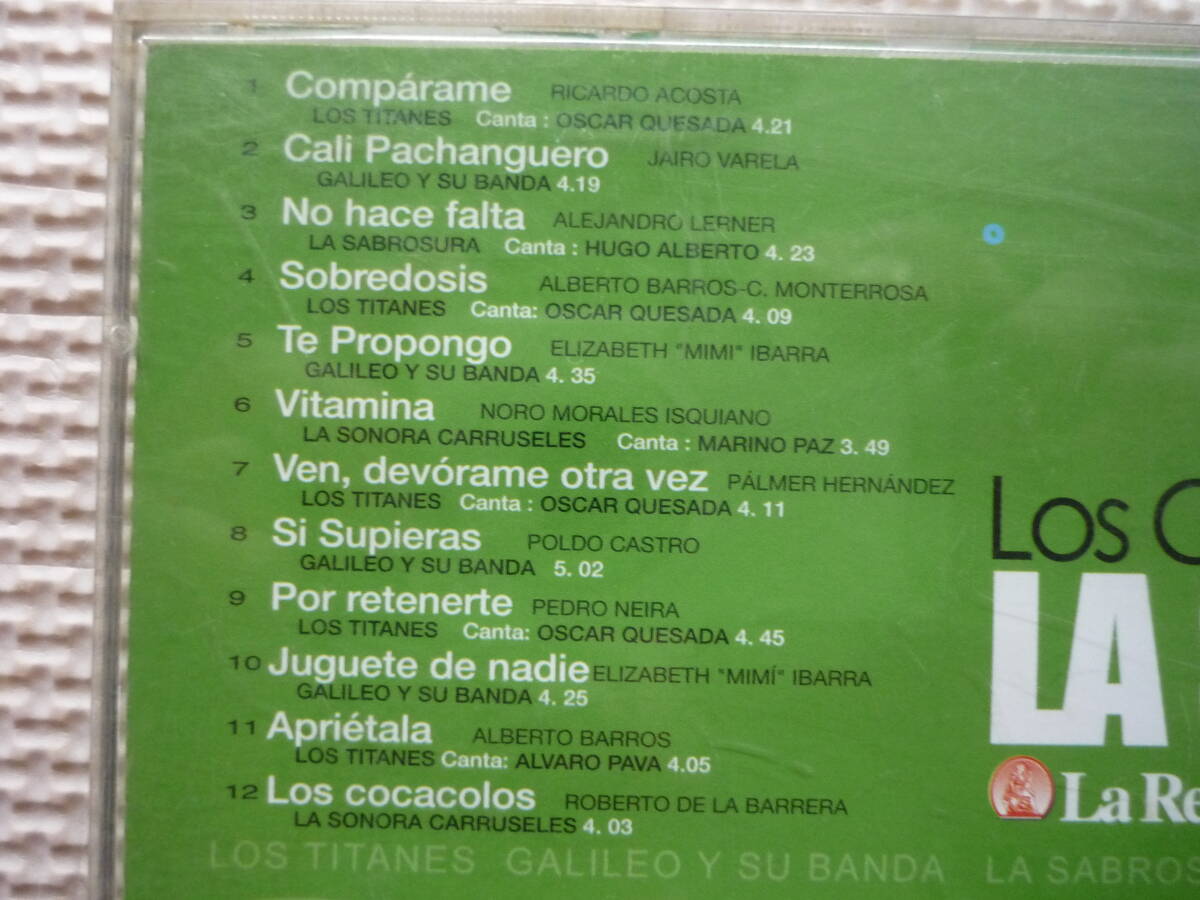 1 Compárame RICARDO ACOSTA
LOS TITANES Canta : OSCAR QUESADA 4.21
2 Cali Pachanguero JAIRO VARELA
GALILEO Y SU BANDA 4.19
3 No hace falta ALEJANDRO LERNER
LA SABROSURA Canta : HUGO ALBERTO 4. 23
4 Sobredosis ALBERTO BARROS-C. MONTERROSA
LOS TITANES Canta: OSCAR QUESADA 4. 09
5 Te Propongo ELIZABETH "MIMI" IBARRA
GALILEO Y SU BANDA 4. 35
6 Vitamina NORO MORALES ISQUIANO
LA SONORA CARRUSELES Canta : MARINO PAZ 3. 49
7 Ven, devórame otra vez PÁLMER HERNÁNDEZ
LOS TITANES Canta : OSCAR QUESADA 4. 11
8 Si Supieras POLDO CASTRO
GALILEO Y SU BANDA 5. 02
9 Por retenerte PEDRO NEIRA
LOS TITANES Canta: OSCAR QUESADA 4. 45
10 Juguete de nadie ELIZABETH "MIMÍ" IBARRA
GALILEO Y SU BANDA 4. 25
11 Apriétala ALBERTO BARROS
LOS TITANES Canta: ALVARO PAVA 4.05
12 Los cocacolos ROBERTO DE LA BARRERA
LA SONORA CARRUSELES 4. 03
LOS TITANES GALILEO Y SU BANDA LA SABROS
LOS
LA
La Re